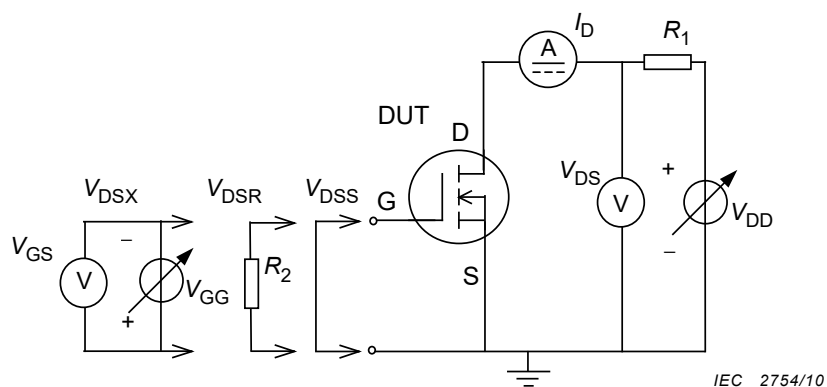 I_D
A
R_1
DUT
D
V_DSX
V_DSR
V_DSS
G
V_DS
V
+
−
V_DD
V_GS
V
−
+
V_GG
R_2
S
IEC 2754/10